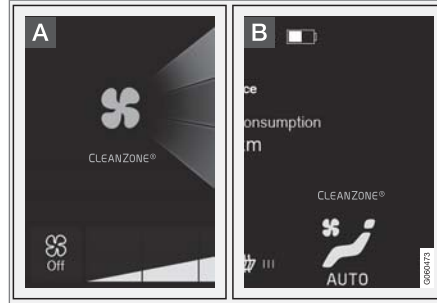 A
CLEANZONE®
Off
B
ce
onsumption
m
CLEANZONE®
AUTO
G060473